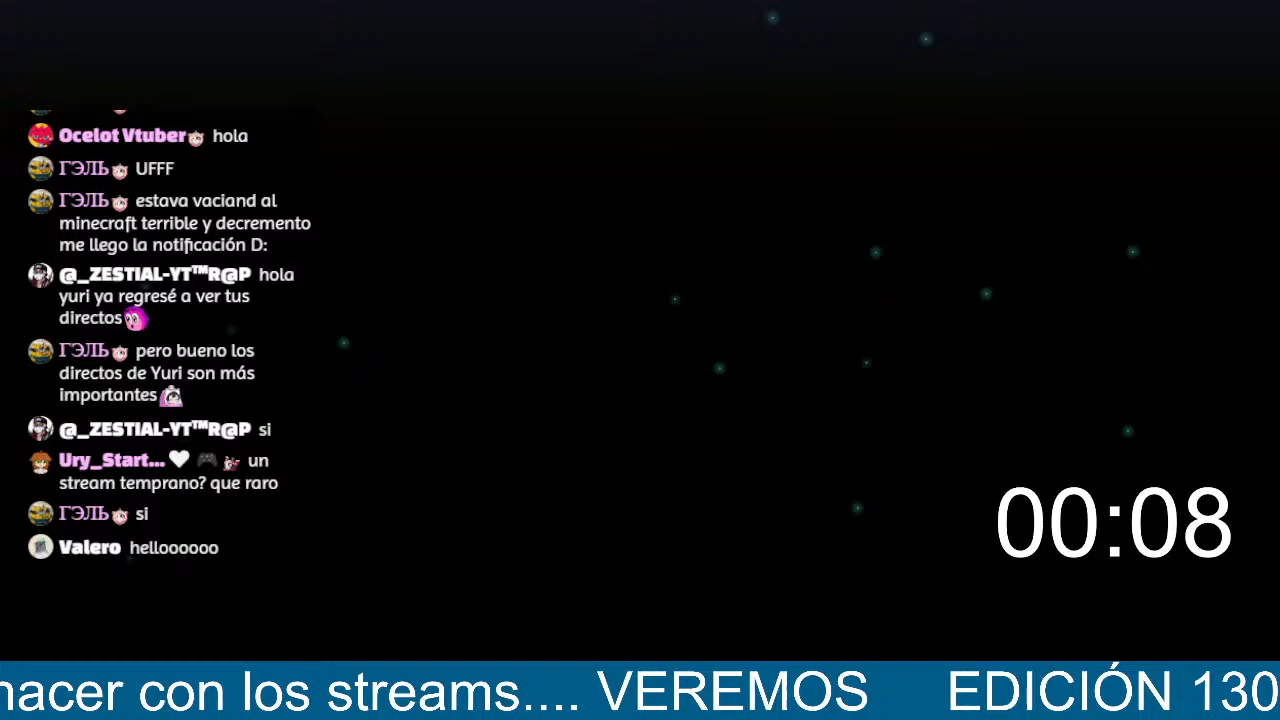 Ocelot Vtuber hola
ГЭЛЬ UFFF
ГЭЛЬ estava vaciand al
minecraft terrible y decremento
me llego la notificación D:
@_ZESTIAL-YT™R@P hola
yuri ya regresé a ver tus
directos
ГЭЛЬ pero bueno los
directos de Yuri son más
importantes
@_ZESTIAL-YT™R@P si
Ury_Start... un
stream temprano? que raro
ГЭЛЬ si
Valero helloooooo
00:08
hacer con los streams.... VEREMOS EDICIÓN 130